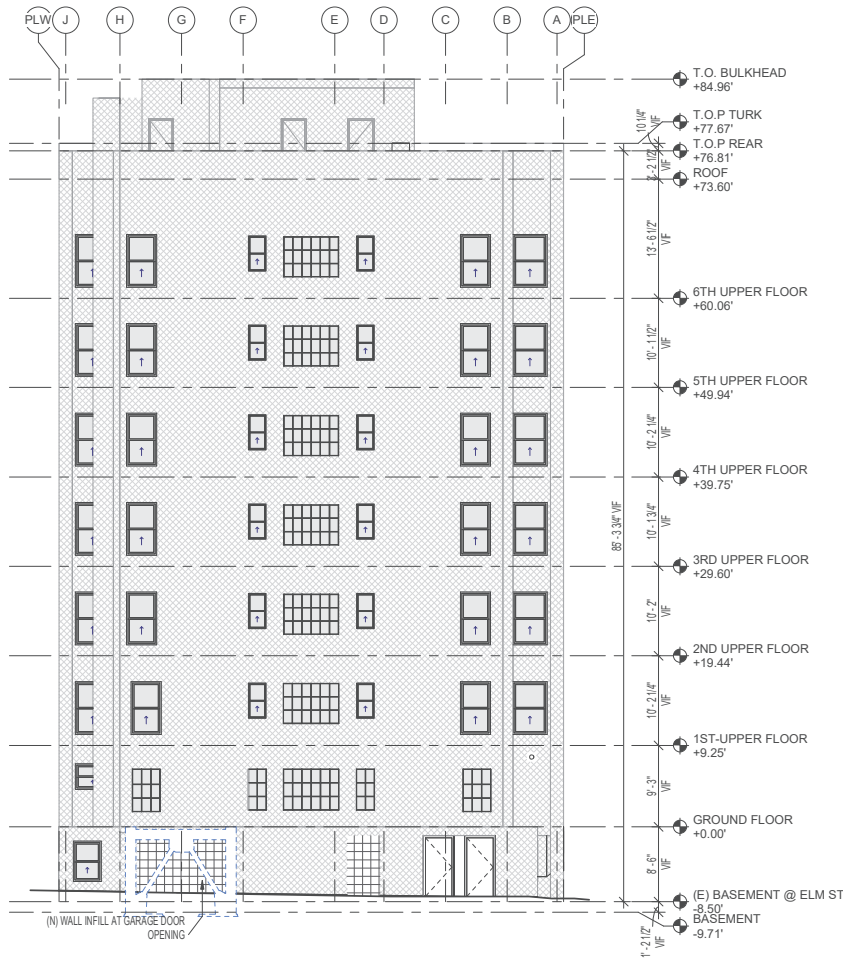 PLW J H G F E D C B A PLE
T.O. BULKHEAD
+84.96'
T.O.P TURK
+77.67'
10 1/4"
VIF
T.O.P REAR
+76.81'
- 2 1/2"
VIF
ROOF
+73.60'
13' - 6 1/2"
VIF
6TH UPPER FLOOR
+60.06'
10' - 1 1/2"
VIF
5TH UPPER FLOOR
+49.94'
10' - 2 1/4"
VIF
4TH UPPER FLOOR
+39.75'
85' - 3 3/4" VIF
10' - 1 3/4"
VIF
3RD UPPER FLOOR
+29.60'
10' - 2"
VIF
2ND UPPER FLOOR
+19.44'
10' - 2 1/4"
VIF
1ST-UPPER FLOOR
+9.25'
9' - 3"
VIF
GROUND FLOOR
+0.00'
8' - 6"
VIF
(E) BASEMENT @ ELM ST
-8.50'
BASEMENT
-9.71'
1' - 2 1/2"
VIF
(N) WALL INFILL AT GARAGE DOOR
OPENING